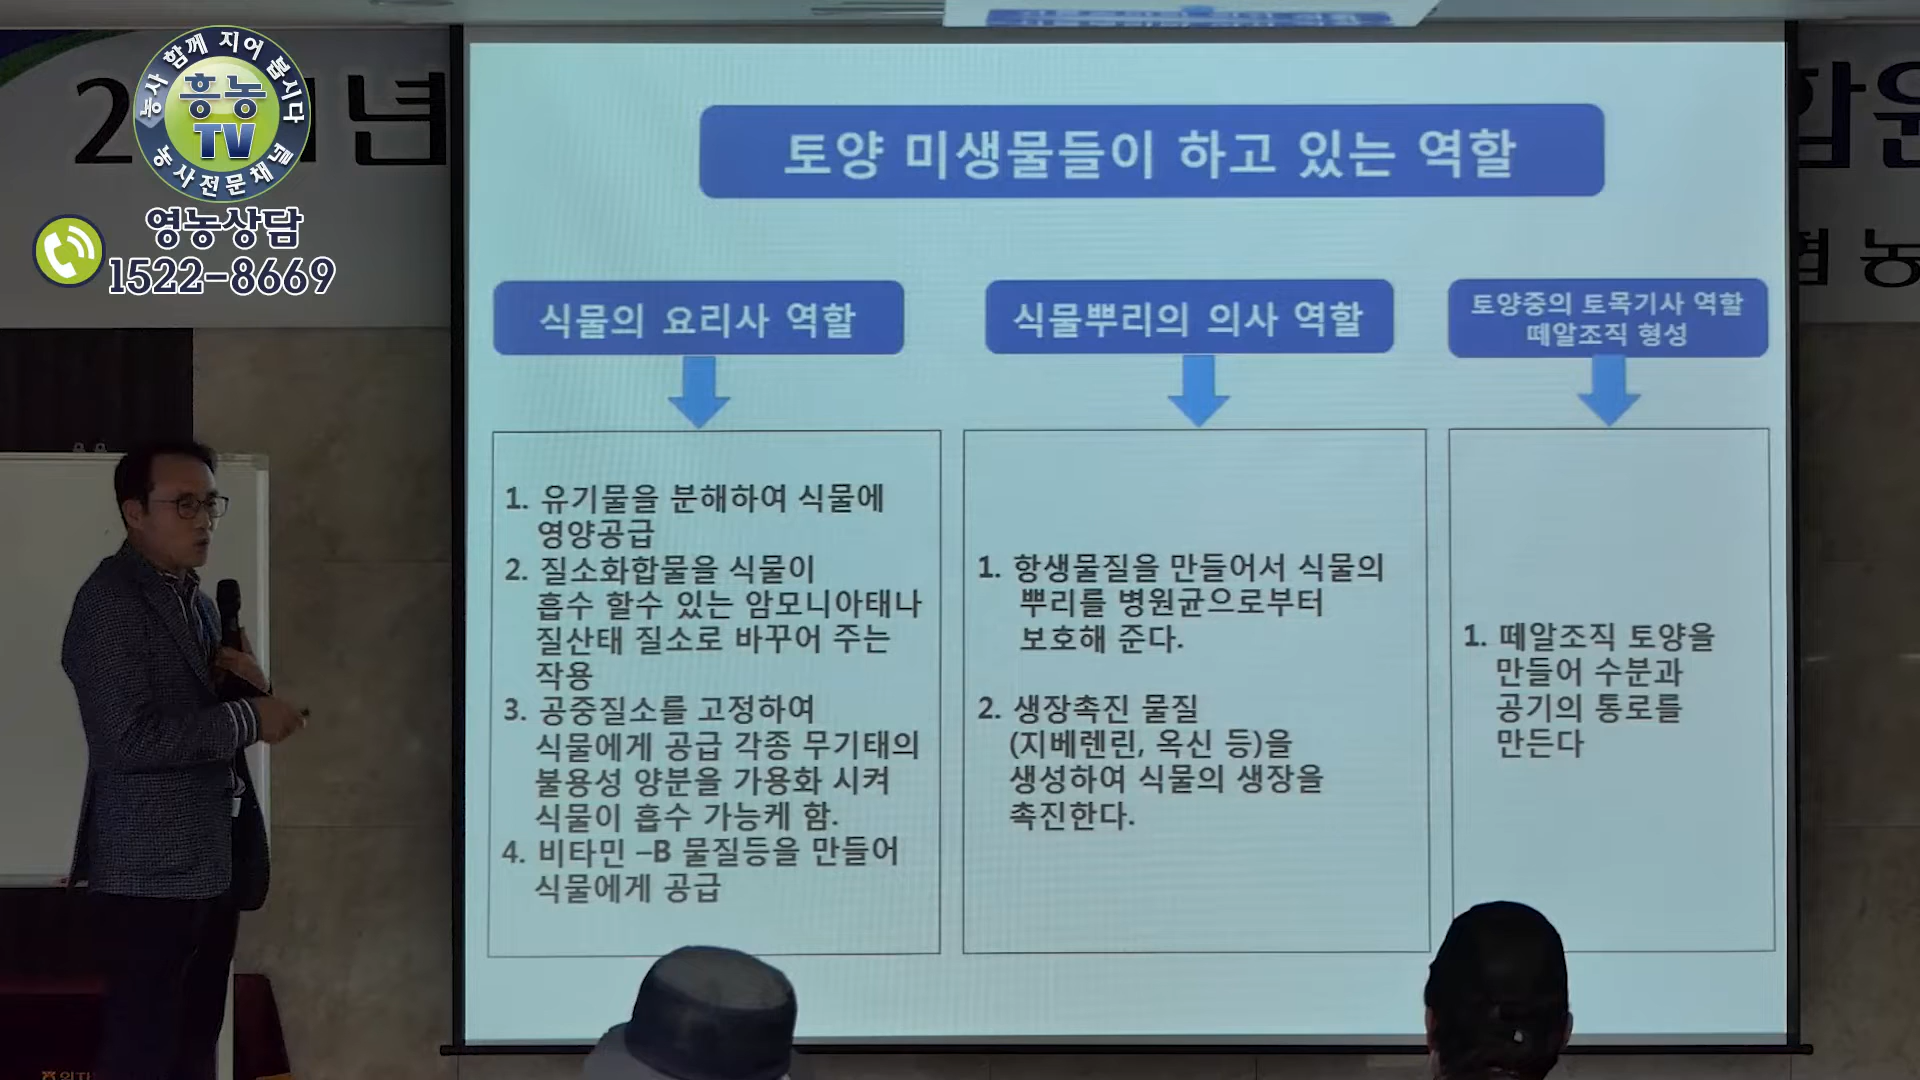 농사 함께 지어 봅시다
흥농
TV
농사전문채널
영농상담
1522-8669
년
토양 미생물들이 하고 있는 역할
식물의 요리사 역할
식물뿌리의 의사 역할
토양중의 토목기사 역할
떼알조직 형성
1. 유기물을 분해하여 식물에
영양공급
2. 질소화합물을 식물이
흡수 할수 있는 암모니아태나
질산태 질소로 바꾸어 주는
작용
3. 공중질소를 고정하여
식물에게 공급 각종 무기태의
불용성 양분을 가용화 시켜
식물이 흡수 가능케 함.
4. 비타민 –B 물질등을 만들어
식물에게 공급
1. 항생물질을 만들어서 식물의
뿌리를 병원균으로부터
보호해 준다.
2. 생장촉진 물질
(지베렌린, 옥신 등)을
생성하여 식물의 생장을
촉진한다.
1. 떼알조직 토양을
만들어 수분과
공기의 통로를
만든다